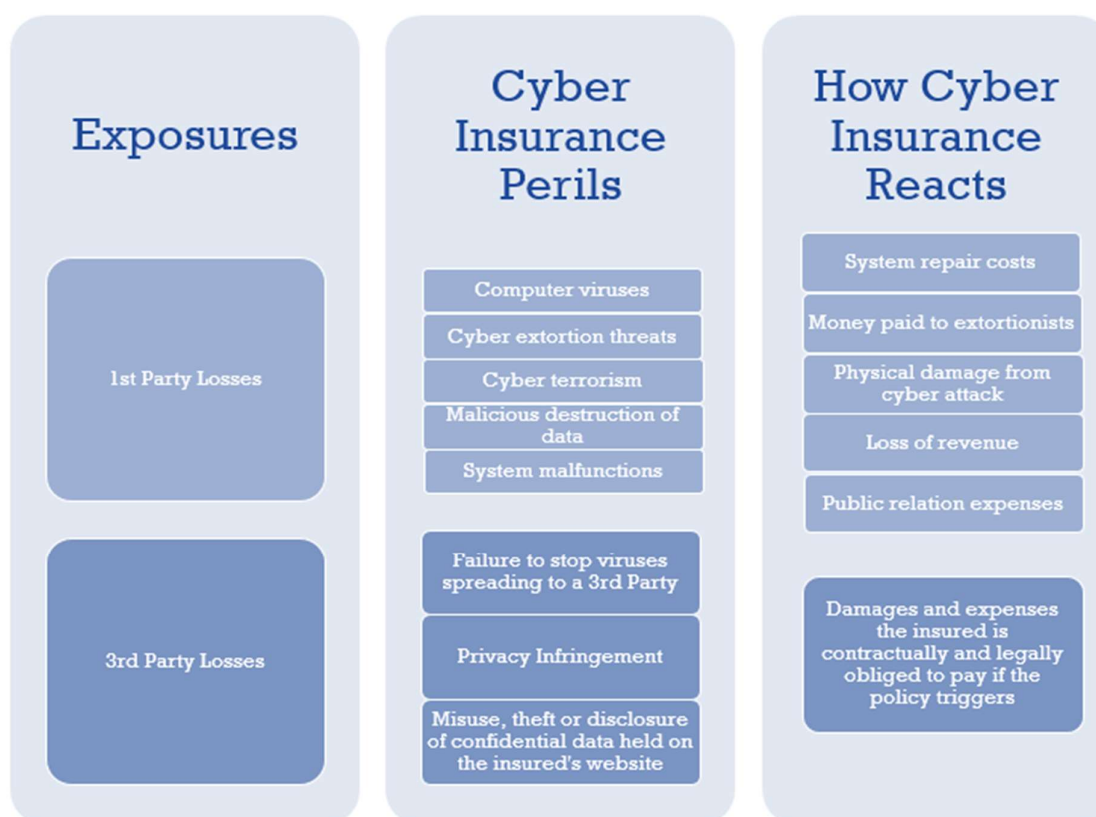 Exposures
1st Party Losses
3rd Party Losses
Cyber
Insurance
Perils
Computer viruses
Cyber extortion threats
Cyber terrorism
Malicious destruction of
data
System malfunctions
Failure to stop viruses
spreading to a 3rd Party
Privacy Infringement
Misuse, theft or disclosure
of confidential data held on
the insured's website
How Cyber
Insurance
Reacts
System repair costs
Money paid to extortionists
Physical damage from
cyber attack
Loss of revenue
Public relation expenses
Damages and expenses
the insured is
contractually and legally
obliged to pay if the
policy triggers